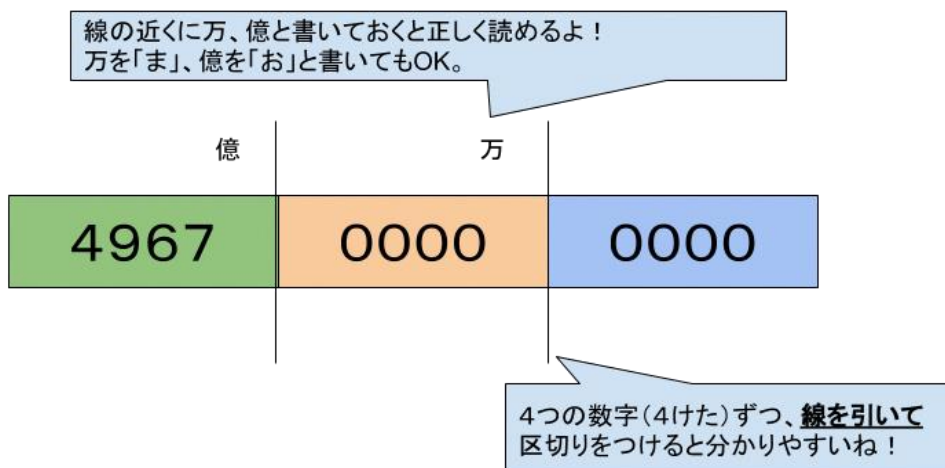 線の近くに万、億と書いておくと正しく読めるよ！
万を「ま」、億を「お」と書いてもOK。
億 万
4967 0000 0000
4つの数字(4けた)ずつ、線を引いて
区切りをつけると分かりやすいね！